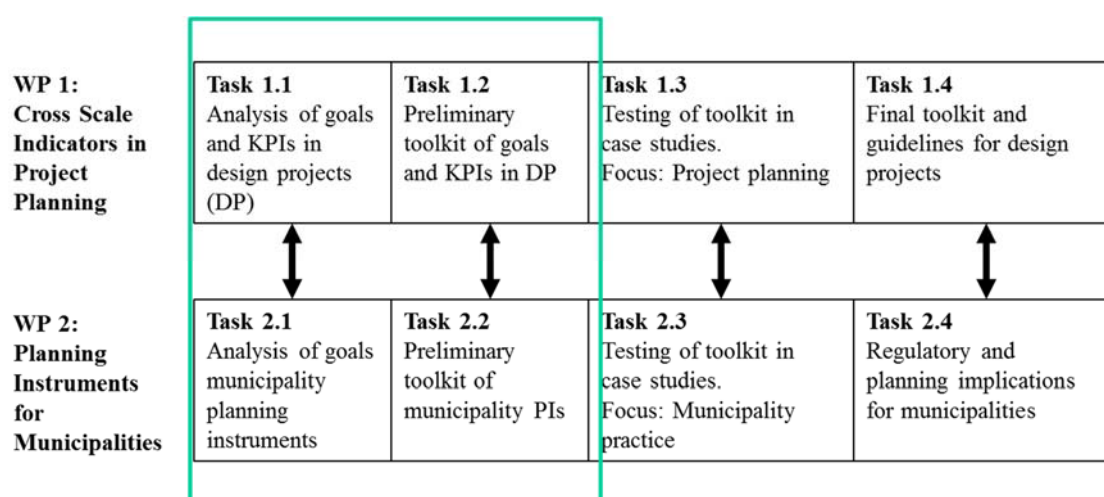 WP 1:
Cross Scale
Indicators in
Project
Planning
Task 1.1
Analysis of goals
and KPIs in
design projects
(DP)
Task 1.2
Preliminary
toolkit of goals
and KPIs in DP
Task 1.3
Testing of toolkit in
case studies.
Focus: Project planning
Task 1.4
Final toolkit and
guidelines for design
projects
WP 2:
Planning
Instruments
for
Municipalities
Task 2.1
Analysis of goals
municipality
planning
instruments
Task 2.2
Preliminary
toolkit of
municipality PIs
Task 2.3
Testing of toolkit in
case studies.
Focus: Municipality
practice
Task 2.4
Regulatory and
planning implications
for municipalities